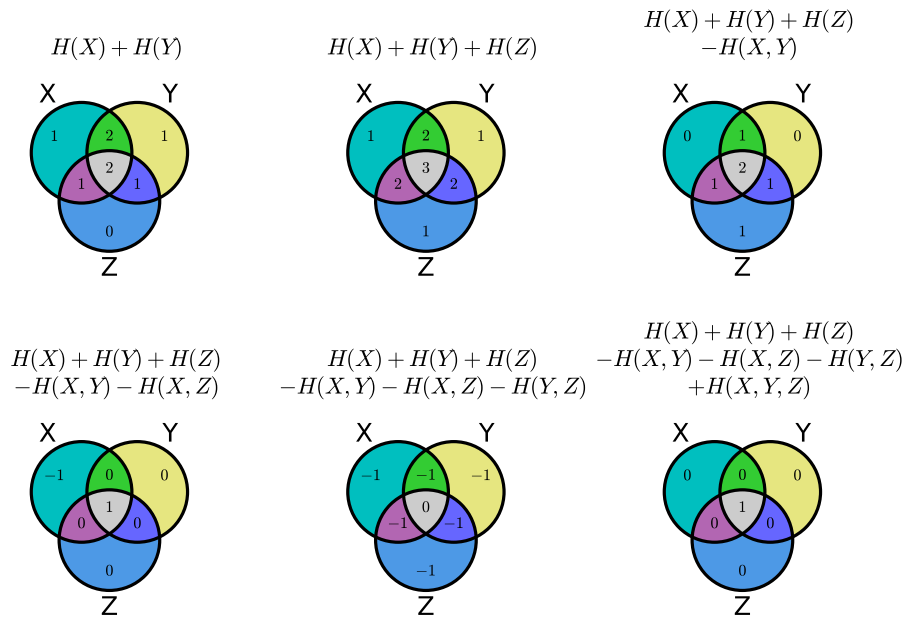 H(X) + H(Y)
X Y
1 2 1
2
1 1
0
Z
H(X) + H(Y) + H(Z)
X Y
1 2 1
3
2 2
1
Z
H(X) + H(Y) + H(Z)
−H(X, Y)
X Y
0 1 0
2
1 1
1
Z
H(X) + H(Y) + H(Z)
−H(X, Y) − H(X, Z)
X Y
−1 0 0
1
0 0
0
Z
H(X) + H(Y) + H(Z)
−H(X, Y) − H(X, Z) − H(Y, Z)
X Y
−1 −1 −1
0
−1 −1
−1
Z
H(X) + H(Y) + H(Z)
−H(X, Y) − H(X, Z) − H(Y, Z)
+H(X, Y, Z)
X Y
0 0 0
1
0 0
0
Z